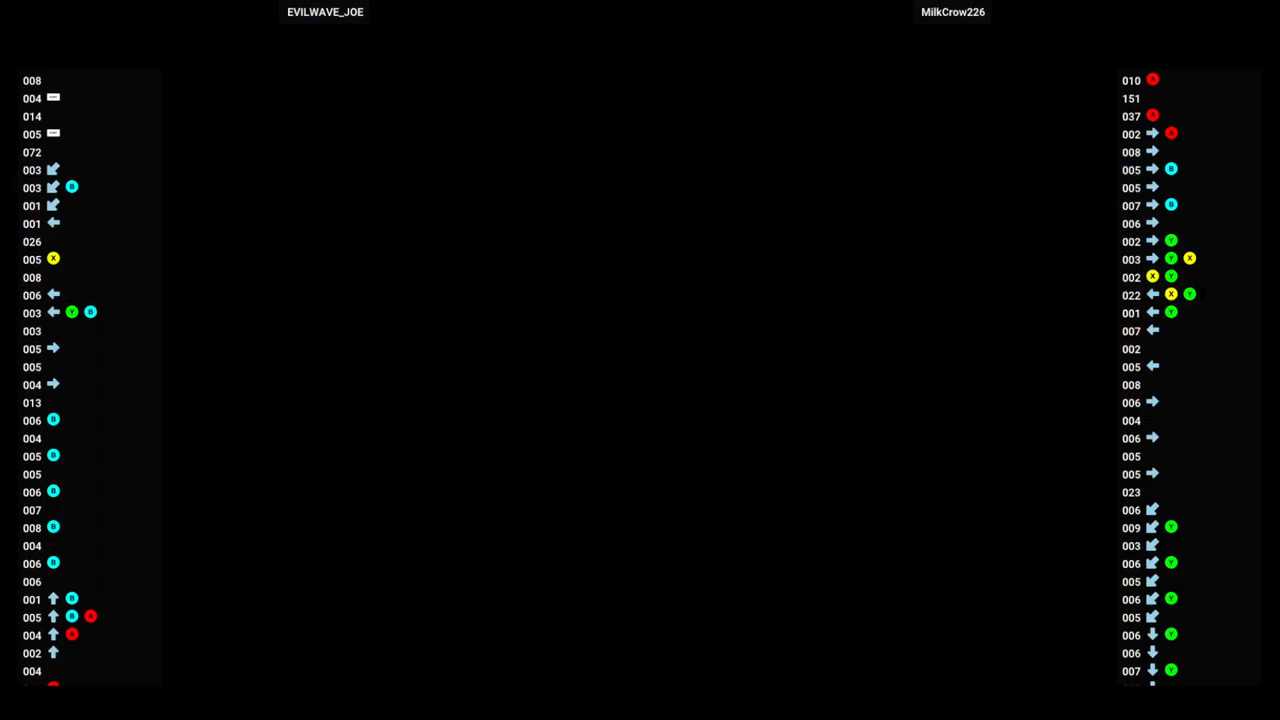 EVILWAVE_JOE
MilkCrow226
008
004
014
005
072
003
003 B
001
001
026
005 X
008
006
003 Y B
003
005
005
004
013
006 B
004
005 B
005
006 B
007
008 B
004
006 B
006
001 B
005 B A
004 A
002
004
010 A
151
037 A
002 A
008
005 B
005
007 B
006
002 Y
003 Y X
002 X Y
022 X Y
001 Y
007
002
005
008
006
004
006
005
005
023
006
009 Y
003
006 Y
005
006 Y
005
006 Y
006
007 Y